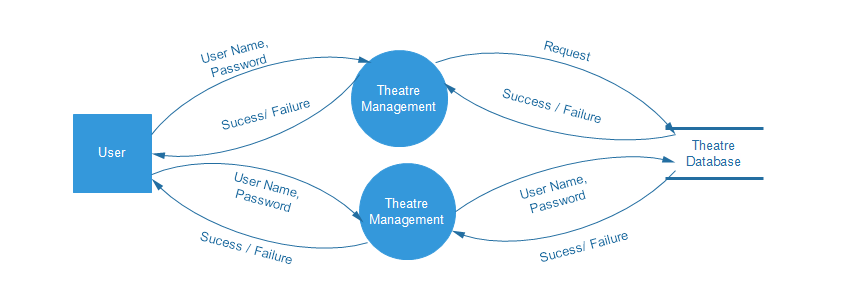 User Name,
Password
Request
Theatre
Management
Sucess/ Failure
Success / Failure
User
Theatre
Database
User Name,
Password
Theatre
Management
User Name,
Password
Sucess / Failure
Sucess/ Failure